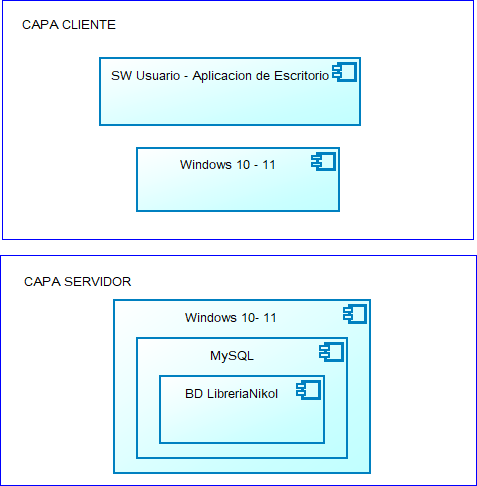 CAPA CLIENTE
SW Usuario - Aplicacion de Escritorio
Windows 10 - 11
CAPA SERVIDOR
Windows 10- 11
MySQL
BD LibreriaNikol